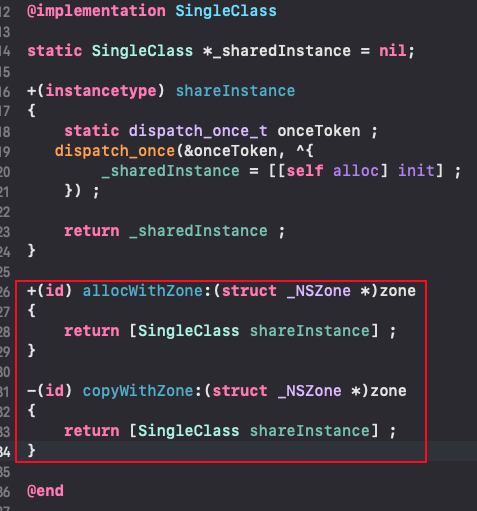 12 @implementation SingleClass
13
14 static SingleClass *_sharedInstance = nil;
15
16 +(instancetype) shareInstance
17 {
18     static dispatch_once_t onceToken ;
19    dispatch_once(&onceToken, ^{
20         _sharedInstance = [[self alloc] init] ;
21     }) ;
22
23     return _sharedInstance ;
24 }
25
26 +(id) allocWithZone:(struct _NSZone *)zone
27 {
28     return [SingleClass shareInstance] ;
29 }
30
31 -(id) copyWithZone:(struct _NSZone *)zone
32 {
33     return [SingleClass shareInstance] ;
34 }
35
36 @end